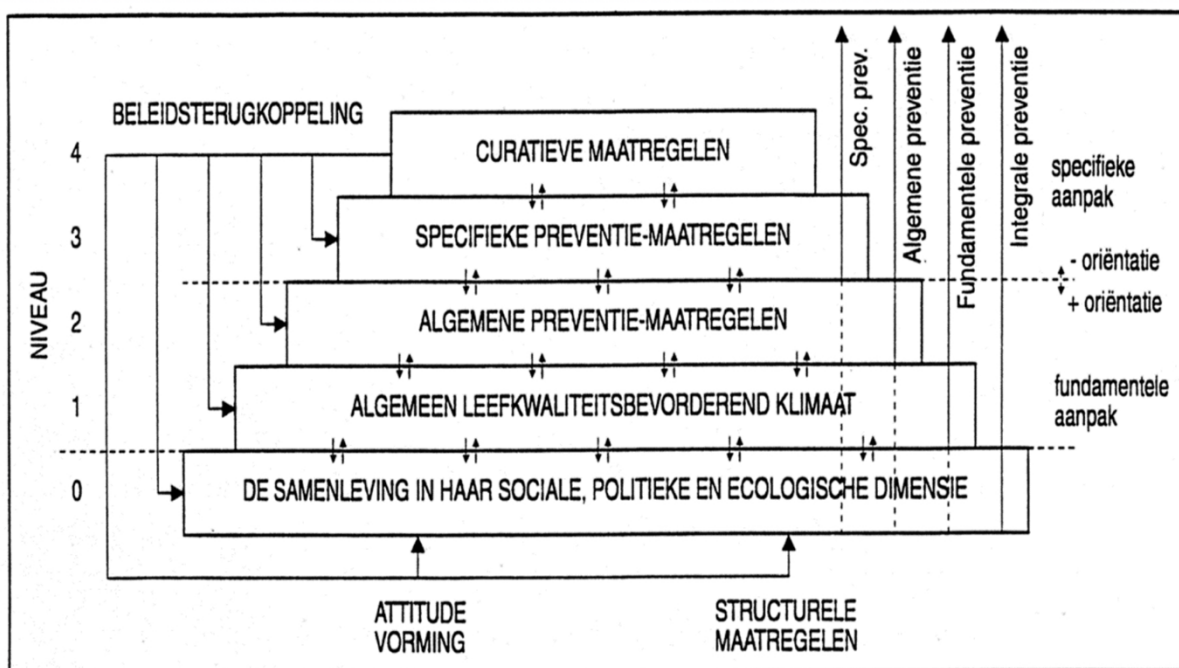 BELEIDSTERUGKOPPELING
NIVEAU
4
CURATIEVE MAATREGELEN
3
SPECIFIEKE PREVENTIE-MAATREGELEN
2
ALGEMENE PREVENTIE-MAATREGELEN
1
ALGEMEEN LEEFKWALITEITSBEVORDEREND KLIMAAT
0
DE SAMENLEVING IN HAAR SOCIALE, POLITIEKE EN ECOLOGISCHE DIMENSIE
ATTITUDE
VORMING
STRUCTURELE
MAATREGELEN
Spec. prev.
Algemene preventie
Fundamentele preventie
Integrale preventie
specifieke
aanpak
- oriëntatie
+ oriëntatie
fundamentele
aanpak